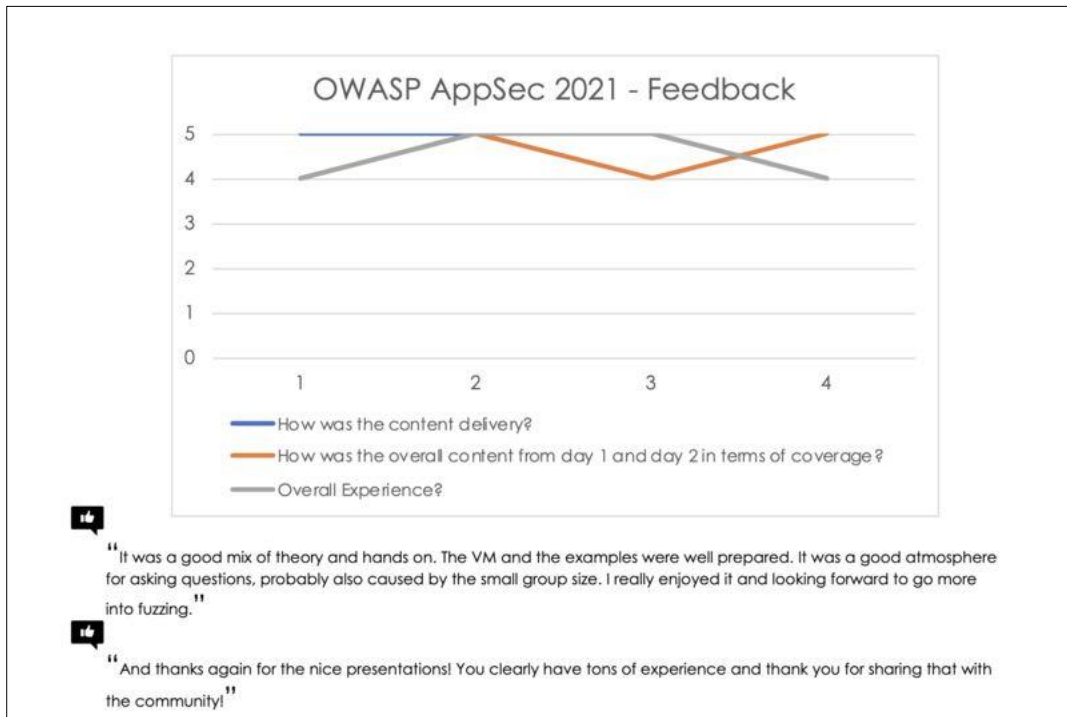 OWASP AppSec 2021 - Feedback
5
4
3
2
1
0
1 2 3 4
How was the content delivery?
How was the overall content from day 1 and day 2 in terms of coverage?
Overall Experience?
“It was a good mix of theory and hands on. The VM and the examples were well prepared. It was a good atmosphere
for asking questions, probably also caused by the small group size. I really enjoyed it and looking forward to go more
into fuzzing.”
“And thanks again for the nice presentations! You clearly have tons of experience and thank you for sharing that with
the community!”